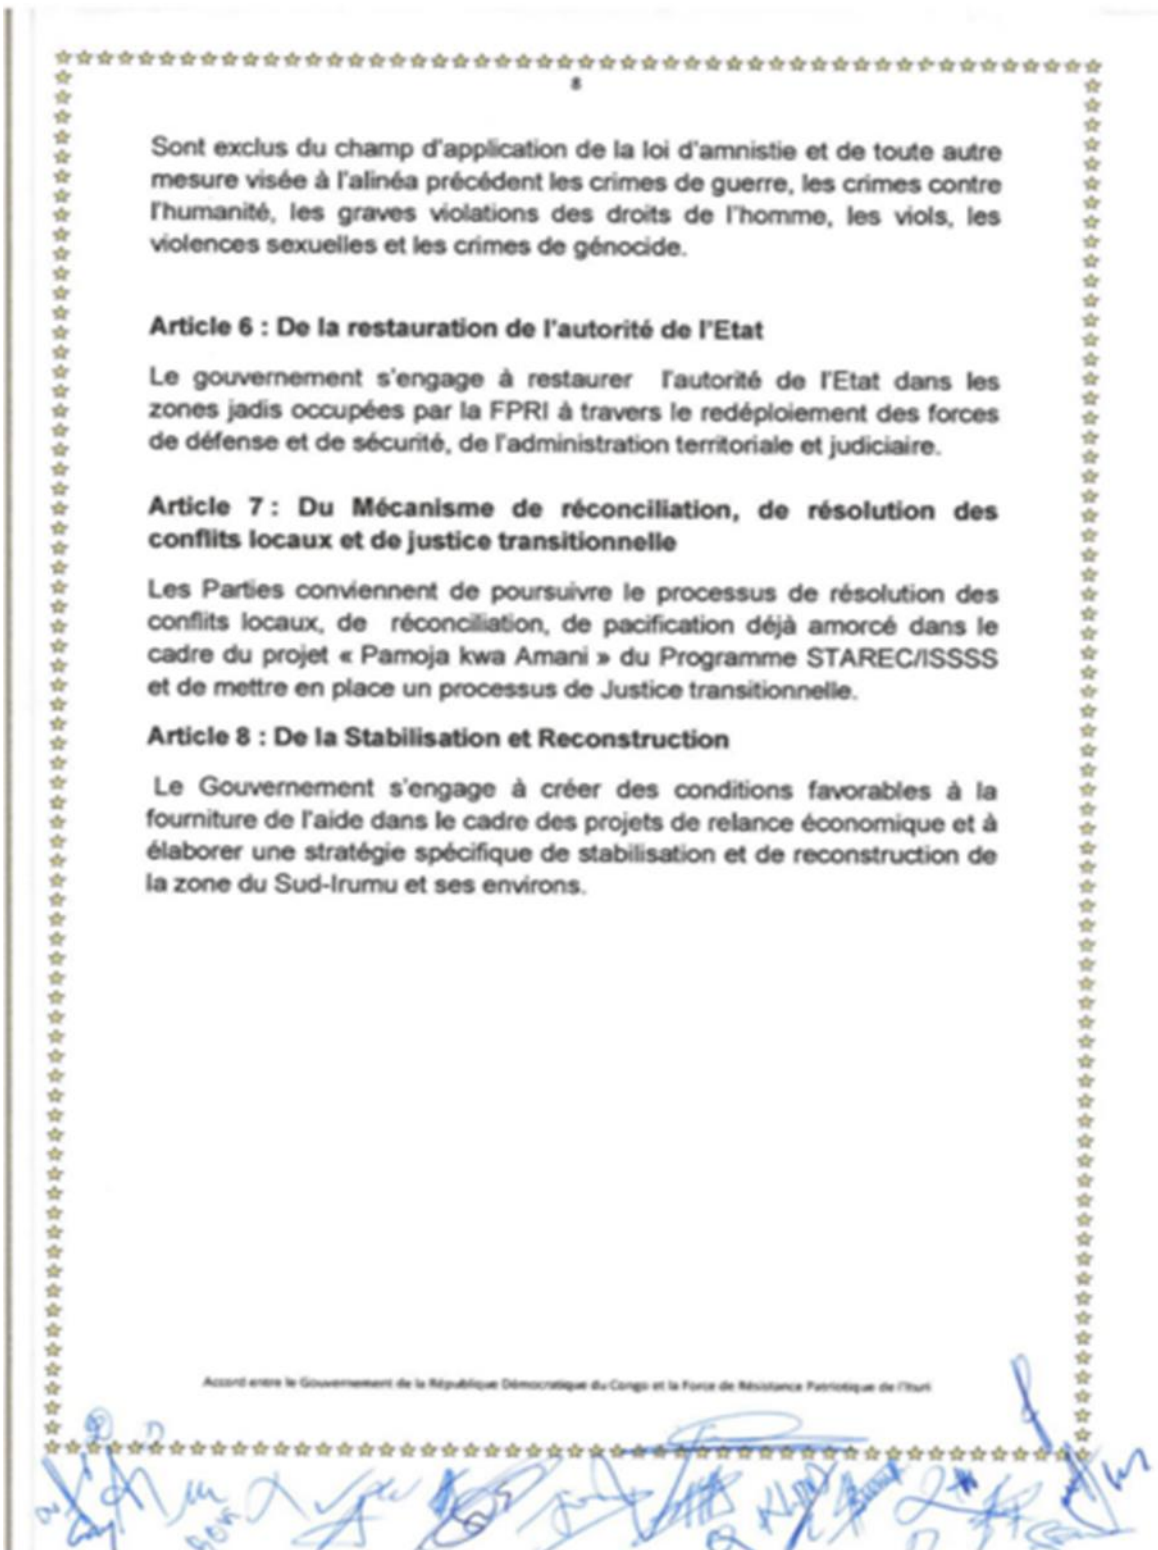 8
Sont exclus du champ d'application de la loi d'amnistie et de toute autre
mesure visée à l'alinéa précédent les crimes de guerre, les crimes contre
l'humanité, les graves violations des droits de l'homme, les viols, les
violences sexuelles et les crimes de génocide.
Article 6 : De la restauration de l'autorité de l'Etat
Le gouvernement s'engage à restaurer l'autorité de l'Etat dans les
zones jadis occupées par la FPRI à travers le redéploiement des forces
de défense et de sécurité, de l'administration territoriale et judiciaire.
Article 7 : Du Mécanisme de réconciliation, de résolution des
conflits locaux et de justice transitionnelle
Les Parties conviennent de poursuivre le processus de résolution des
conflits locaux, de réconciliation, de pacification déjà amorcé dans le
cadre du projet « Pamoja kwa Amani » du Programme STAREC/ISSSS
et de mettre en place un processus de Justice transitionnelle.
Article 8 : De la Stabilisation et Reconstruction
Le Gouvernement s'engage à créer des conditions favorables à la
fourniture de l'aide dans le cadre des projets de relance économique et à
élaborer une stratégie spécifique de stabilisation et de reconstruction de
la zone du Sud-Irumu et ses environs.
Accord entre le Gouvernement de la République Démocratique du Congo et la Force de Résistance Patriotique de l'Ituri